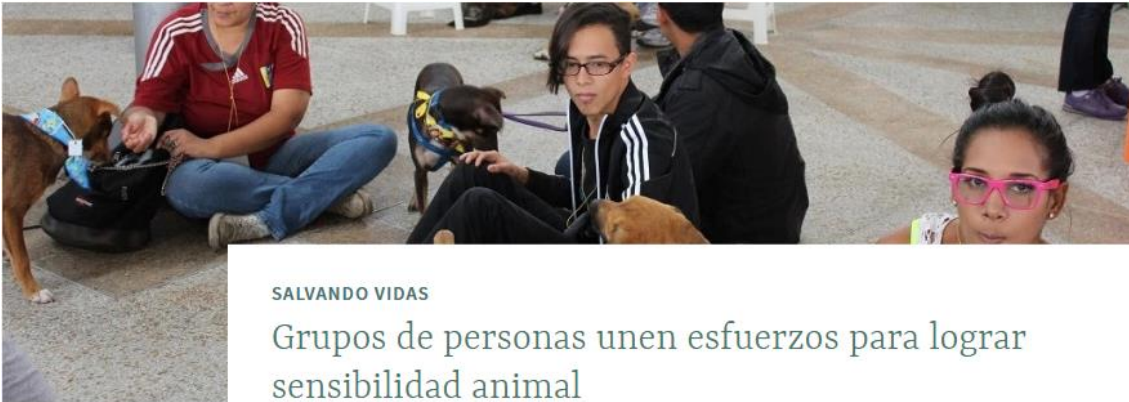 SALVANDO VIDAS
Grupos de personas unen esfuerzos para lograr
sensibilidad animal